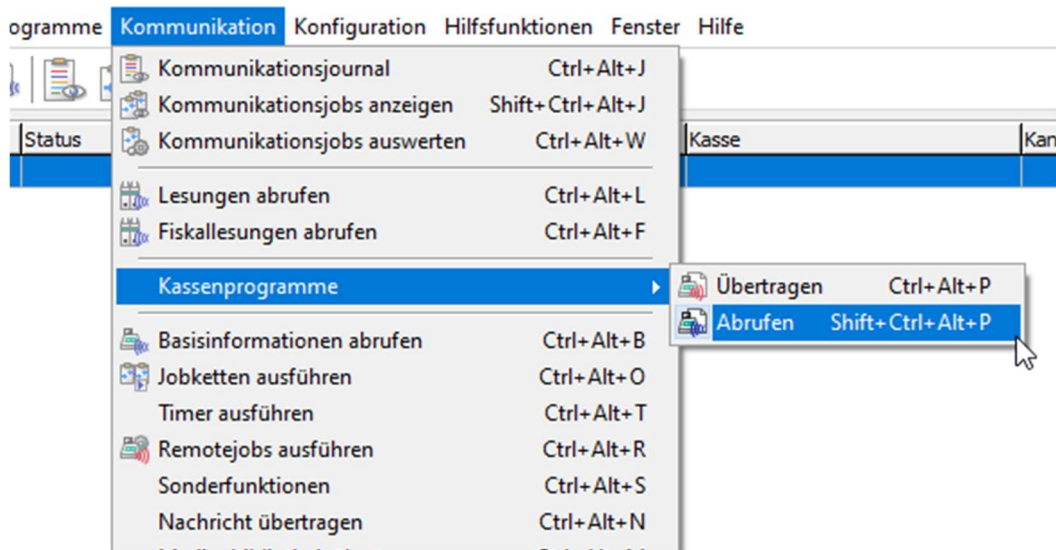 ogramme Kommunikation Konfiguration Hilfsfunktionen Fenster Hilfe
Kommunikationsjournal Ctrl+Alt+J
Kommunikationsjobs anzeigen Shift+Ctrl+Alt+J
Status Kommunikationsjobs auswerten Ctrl+Alt+W Kasse Kan
Lesungen abrufen Ctrl+Alt+L
Fiskallesungen abrufen Ctrl+Alt+F
Kassenprogramme Übertragen Ctrl+Alt+P
Abrufen Shift+Ctrl+Alt+P
Basisinformationen abrufen Ctrl+Alt+B
Jobketten ausführen Ctrl+Alt+O
Timer ausführen Ctrl+Alt+T
Remotejobs ausführen Ctrl+Alt+R
Sonderfunktionen Ctrl+Alt+S
Nachricht übertragen Ctrl+Alt+N